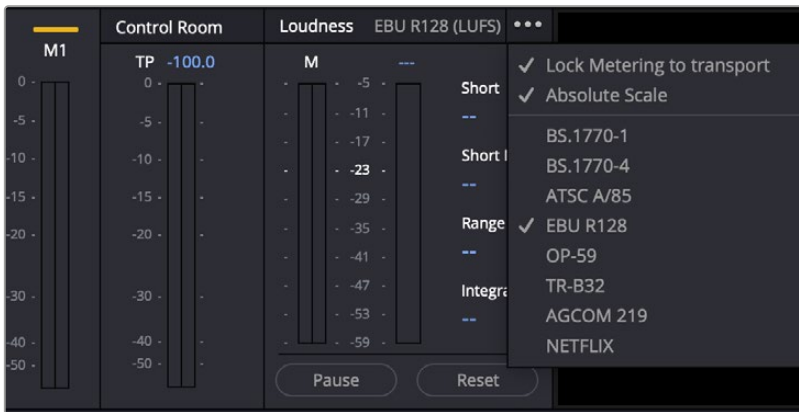 M1
0
-5
-10
-15
-20
-30
-40
-50
Control Room
TP -100.0
0
-5
-10
-15
-20
-30
-40
-50
Loudness EBU R128 (LUFS) •••
M ---
-5
-11
-17
-23
-29
-35
-41
-47
-53
-59
Short
--
Short
--
Range
--
--
Pause Reset
✓ Lock Metering to transport
✓ Absolute Scale
BS.1770-1
BS.1770-4
ATSC A/85
✓ EBU R128
OP-59
TR-B32
AGCOM 219
NETFLIX